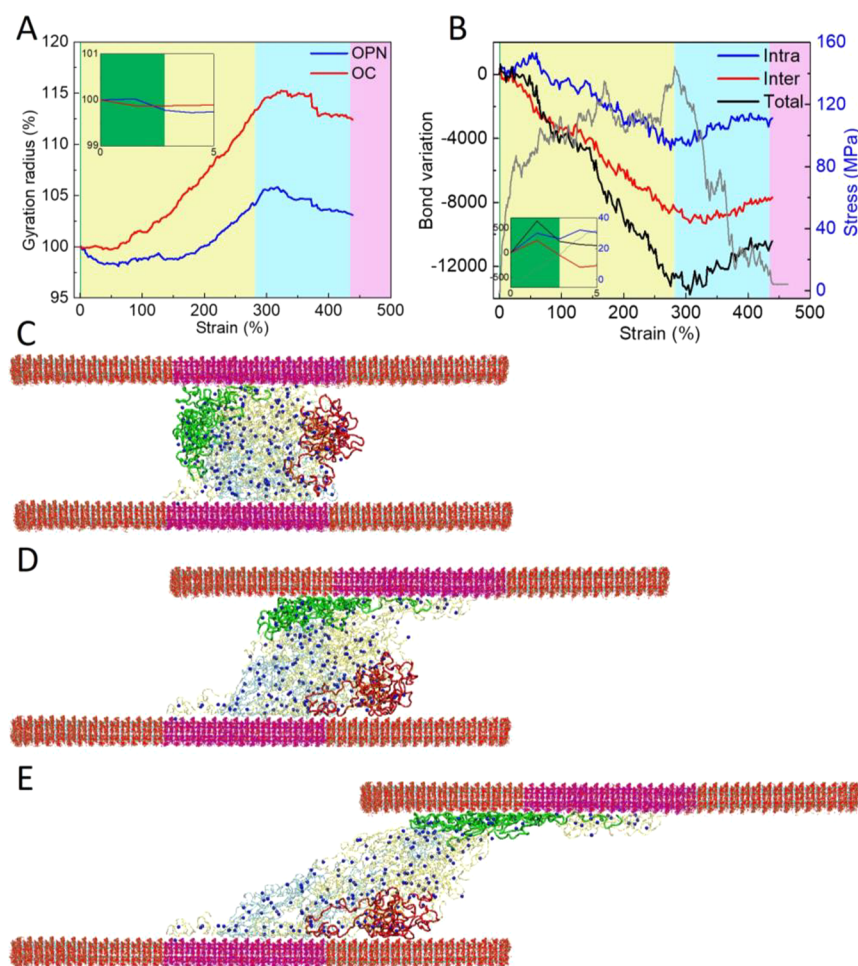 A
120
115
110
105
100
95
Gyration radius (%)
0
100
200
300
400
500
Strain (%)
OPN
OC
101
100
99
0
5
B
0
-4000
-8000
-12000
Bond variation
0
100
200
300
400
500
Strain (%)
Intra
Inter
Total
160
120
80
40
0
Stress (MPa)
500
0
-500
0
5
40
20
0
C
D
E